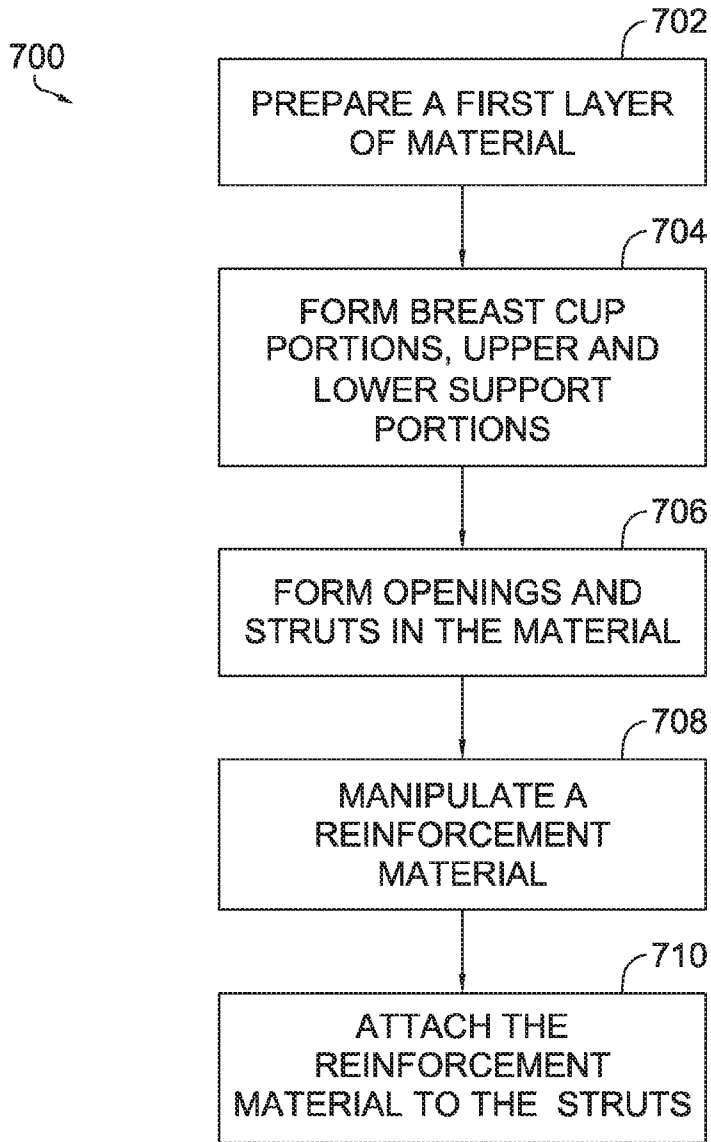 700
702
PREPARE A FIRST LAYER
OF MATERIAL
704
FORM BREAST CUP
PORTIONS, UPPER AND
LOWER SUPPORT
PORTIONS
706
FORM OPENINGS AND
STRUTS IN THE MATERIAL
708
MANIPULATE A
REINFORCEMENT
MATERIAL
710
ATTACH THE
REINFORCEMENT
MATERIAL TO THE STRUTS